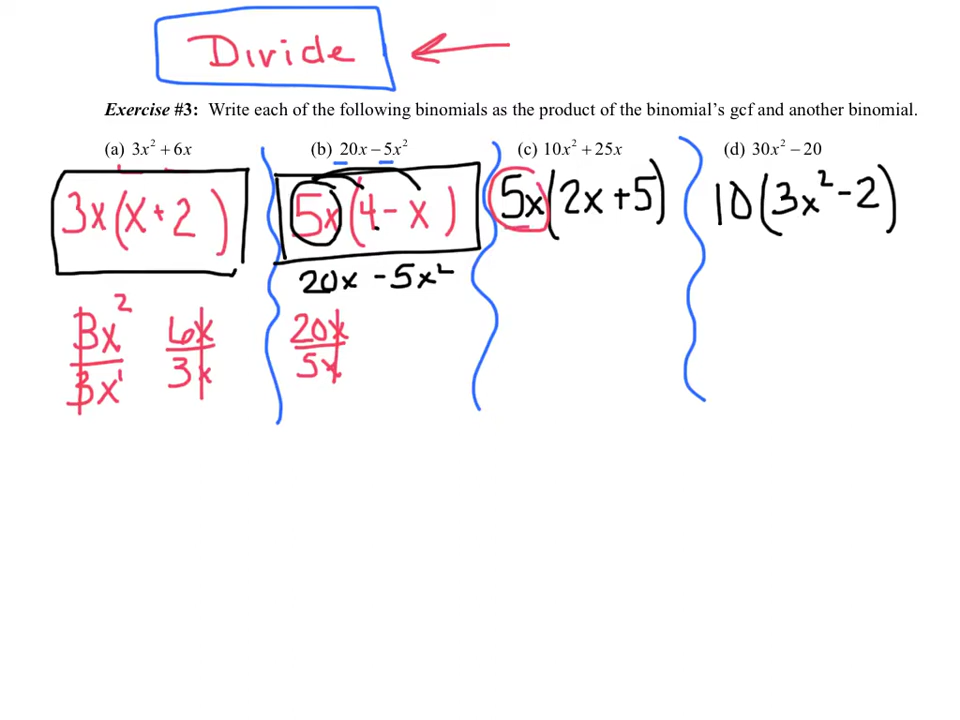 Divide
Exercise #3: Write each of the following binomials as the product of the binomial's gcf and another binomial.
(a) 3x² + 6x (b) 20x − 5x² (c) 10x² + 25x (d) 30x² − 20
3x(x + 2) 5x(4 − x) 5x(2x + 5) 10(3x² − 2)
20x − 5x²
3x² 6x 20x
3x¹ 3x 5x